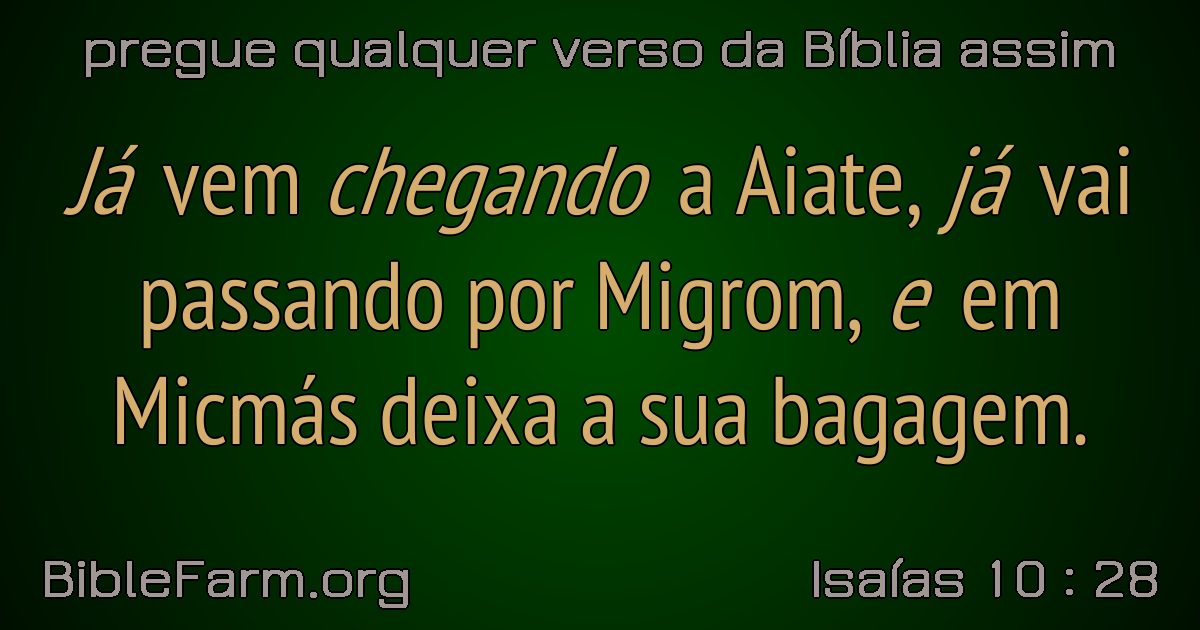 pregue qualquer verso da Bíblia assim
Já vem chegando a Aiate, já vai
passando por Migrom, e em
Micmás deixa a sua bagagem.
BibleFarm.org
Isaías 10 : 28